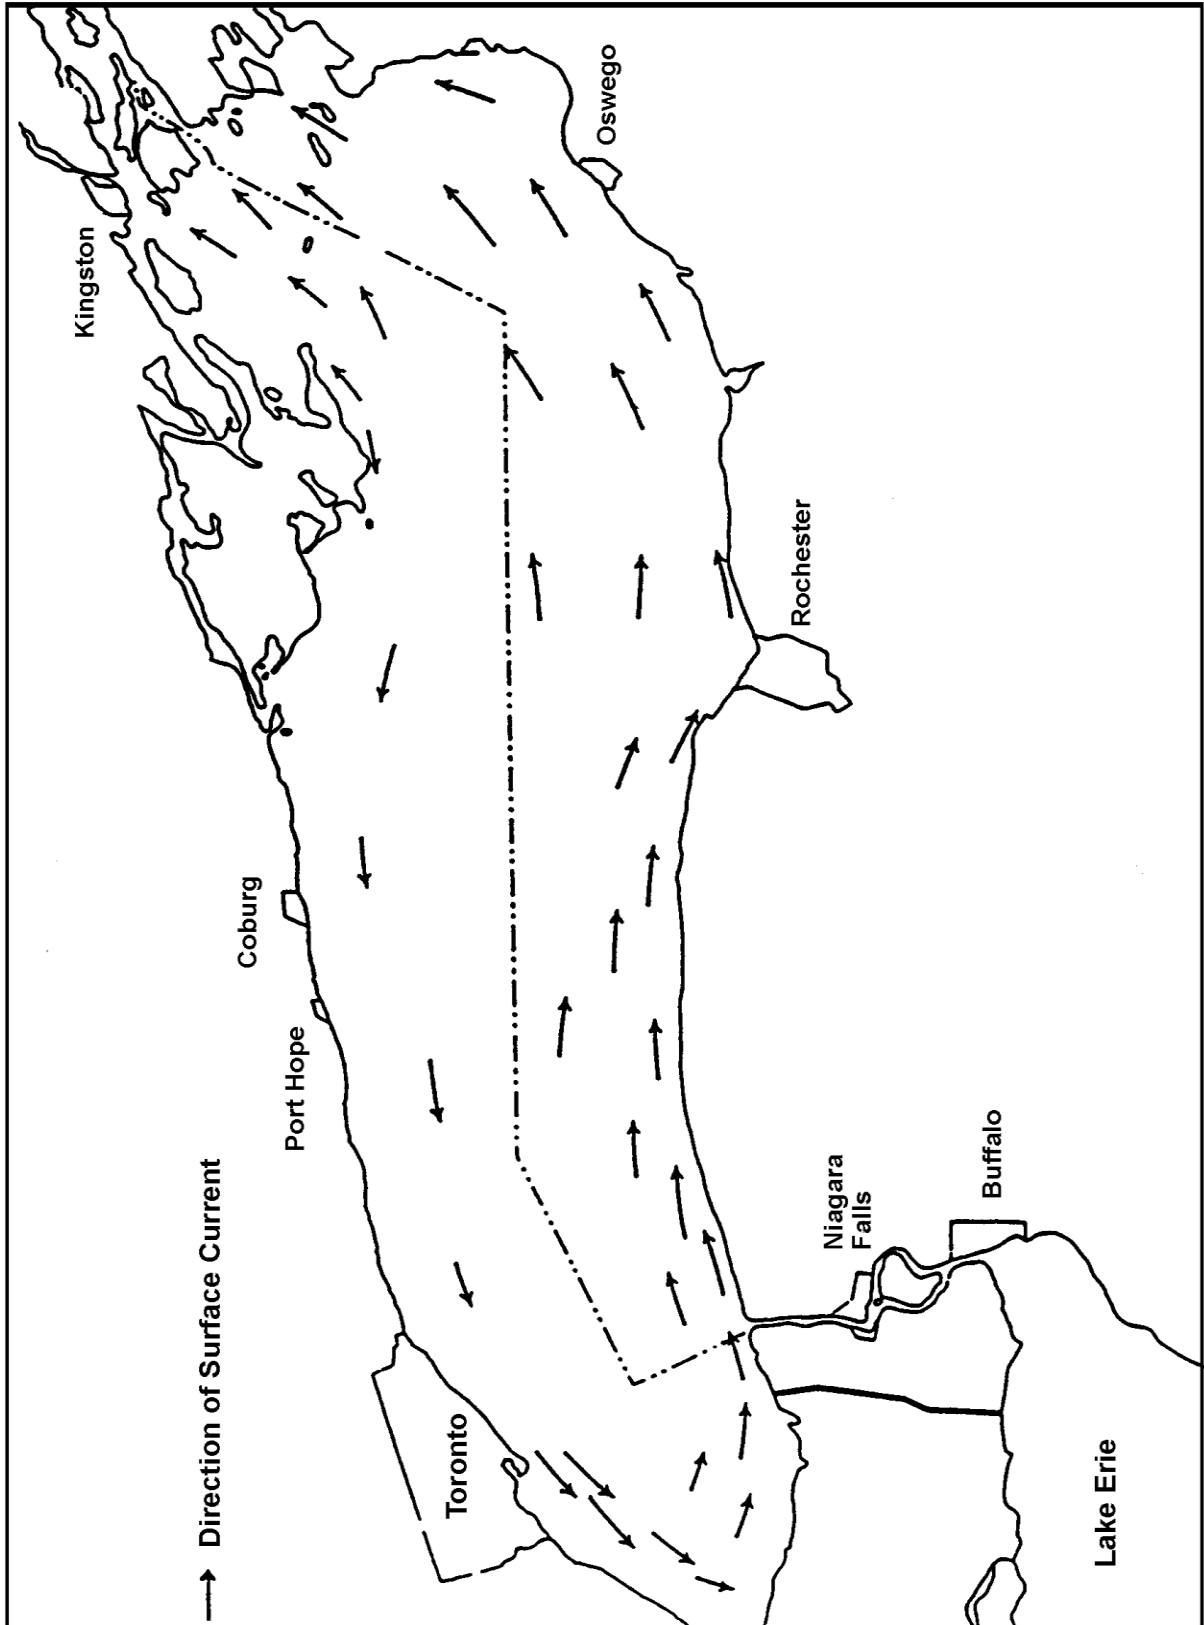 Kingston
Oswego
Coburg
Port Hope
Rochester
Toronto
Niagara
Falls
Buffalo
Lake Erie
Direction of Surface Current